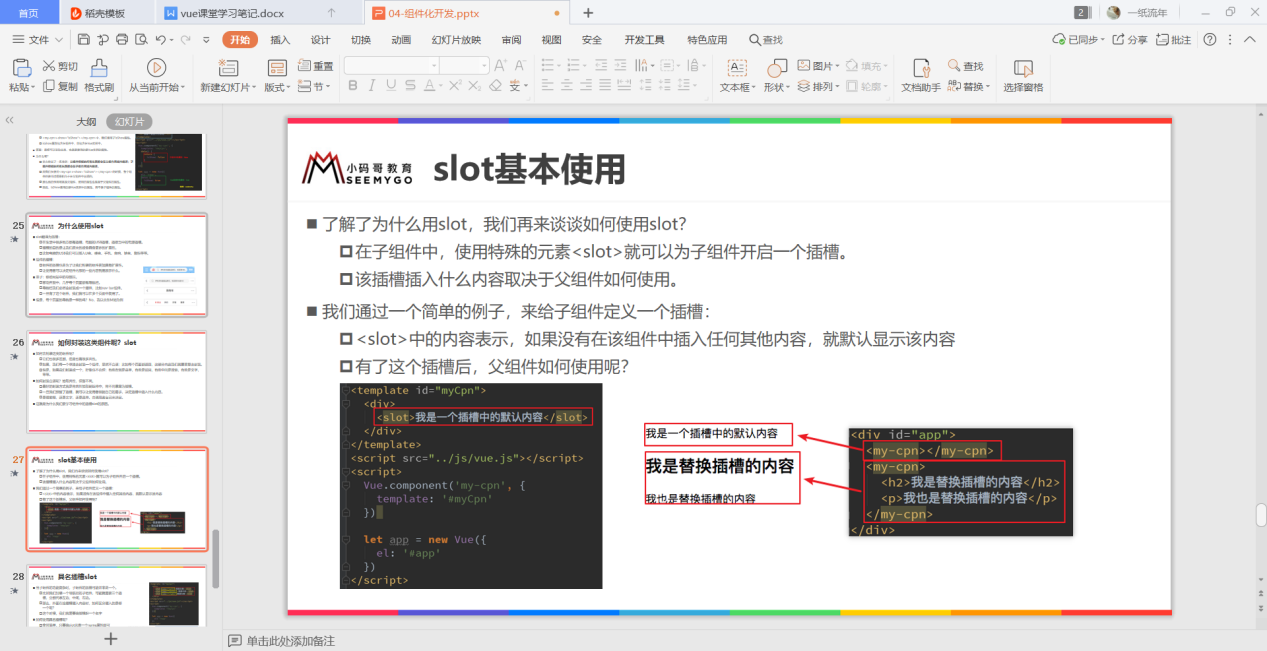 首页
稻壳模板
vue课堂学习笔记.docx
04-组件化开发.pptx
2
一纸流年
文件
开始
插入
设计
切换
动画
幻灯片放映
审阅
视图
安全
开发工具
特色应用
查找
已同步
分享
批注
粘贴
剪切
复制
格式刷
从当前开始
新建幻灯片
版式
重置
节
文本框
形状
图片
排列
填充
轮廓
文档助手
查找
替换
选择窗格
大纲
幻灯片
25
为什么使用slot
26
如何封装这类组件呢？slot
27
slot基本使用
28
具名插槽slot
小码哥教育
SEEMYGO
slot基本使用
了解了为什么用slot，我们再来谈谈如何使用slot？
在子组件中，使用特殊的元素<slot>就可以为子组件开启一个插槽。
该插槽插入什么内容取决于父组件如何使用。
我们通过一个简单的例子，来给子组件定义一个插槽：
<slot>中的内容表示，如果没有在该组件中插入任何其他内容，就默认显示该内容
有了这个插槽后，父组件如何使用呢？
<template id="myCpn">
<div>
<slot>我是一个插槽中的默认内容</slot>
</div>
</template>
<script src="../js/vue.js"></script>
<script>
Vue.component('my-cpn', {
template: '#myCpn'
})
let app = new Vue({
el: '#app'
})
</script>
我是一个插槽中的默认内容
我是替换插槽的内容
我也是替换插槽的内容
<div id="app">
<my-cpn></my-cpn>
<my-cpn>
<h2>我是替换插槽的内容</h2>
<p>我也是替换插槽的内容</p>
</my-cpn>
</div>
单击此处添加备注